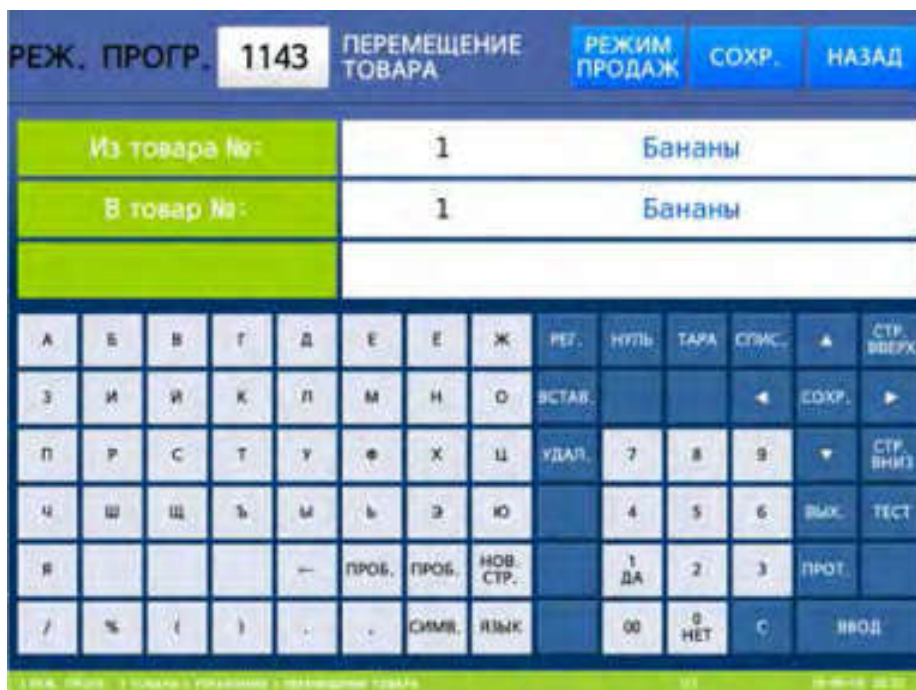 РЕЖ. ПРОГР. 1143 ПЕРЕМЕЩЕНИЕ ТОВАРА РЕЖИМ ПРОДАЖ СОХР. НАЗАД
Из товара №: 1 Бананы
В товар №: 1 Бананы
А Б В Г Д Е Ё Ж РЕГ. НУЛЬ ТАРА СПИС. ▲ СТР. ВВЕРХ
З И Й К Л М Н О ВСТАВ. ◄ СОХР. ►
П Р С Т У Ф Х Ц УДАЛ. 7 8 9 ▼ СТР. ВНИЗ
Ч Ш Щ Ъ Ы Ь Э Ю 4 5 6 ВЫХ. ТЕСТ
Я ← ПРОБ. ПРОБ. НОВ. СТР. 1 ДА 2 3 ПРОТ.
/ % ( ) СИМВ. ЯЗЫК 00 0 НЕТ С ВВОД